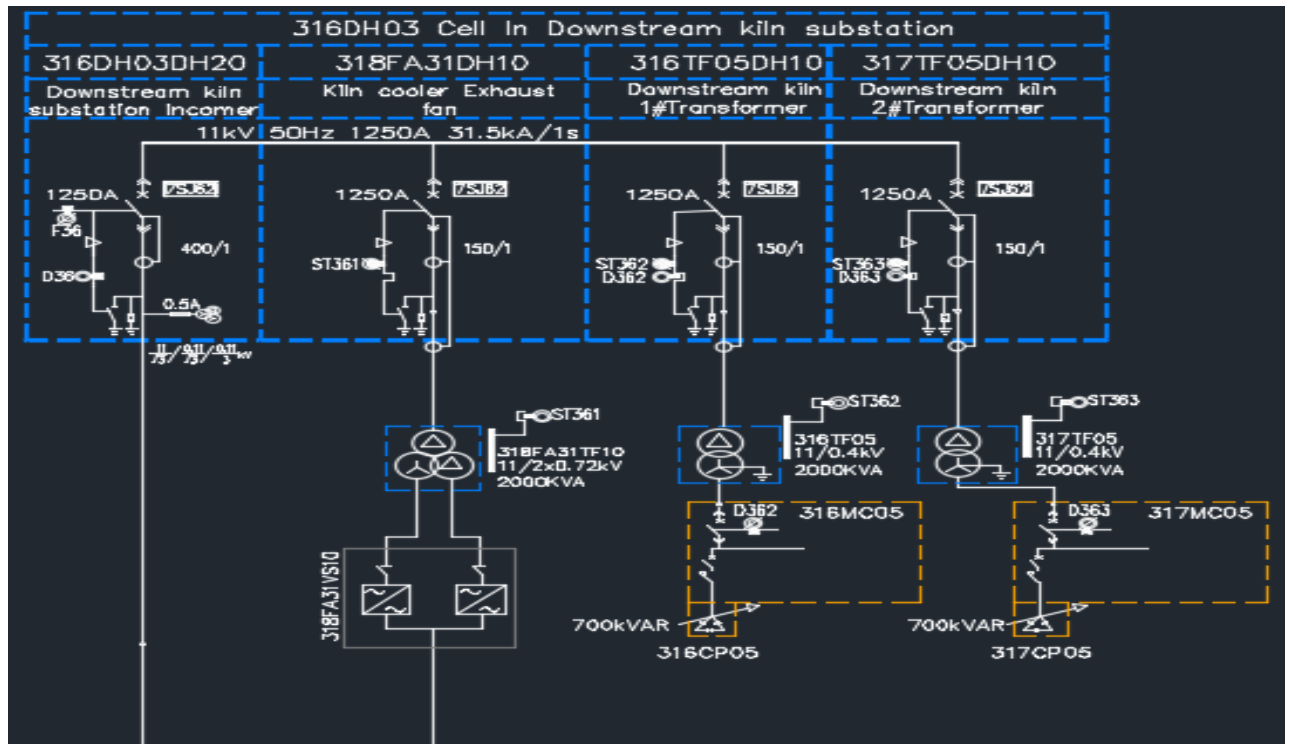 316DH03 Cell In Downstream kiln substation
316DH03DH20
318FA31DH10
316TF05DH10
317TF05DH10
Downstream kiln
substation Incomer
Kiln cooler Exhaust
fan
Downstream kiln
1#Transformer
Downstream kiln
2#Transformer
11kV 50Hz 1250A 31.5kA/1s
1250A
7SJ62
1250A
7SJ62
1250A
7SJ62
1250A
7SJ62
F36
400/1
150/1
150/1
150/1
D36
ST361
ST362
D362
ST363
D363
0.5A
ST361
ST362
ST363
318FA31TF10
11/2x0.72kV
2000KVA
316TF05
11/0.4kV
2000KVA
317TF05
11/0.4kV
2000KVA
D362
316MC05
D363
317MC05
318FA31VS10
700kVAR
316CP05
700kVAR
317CP05